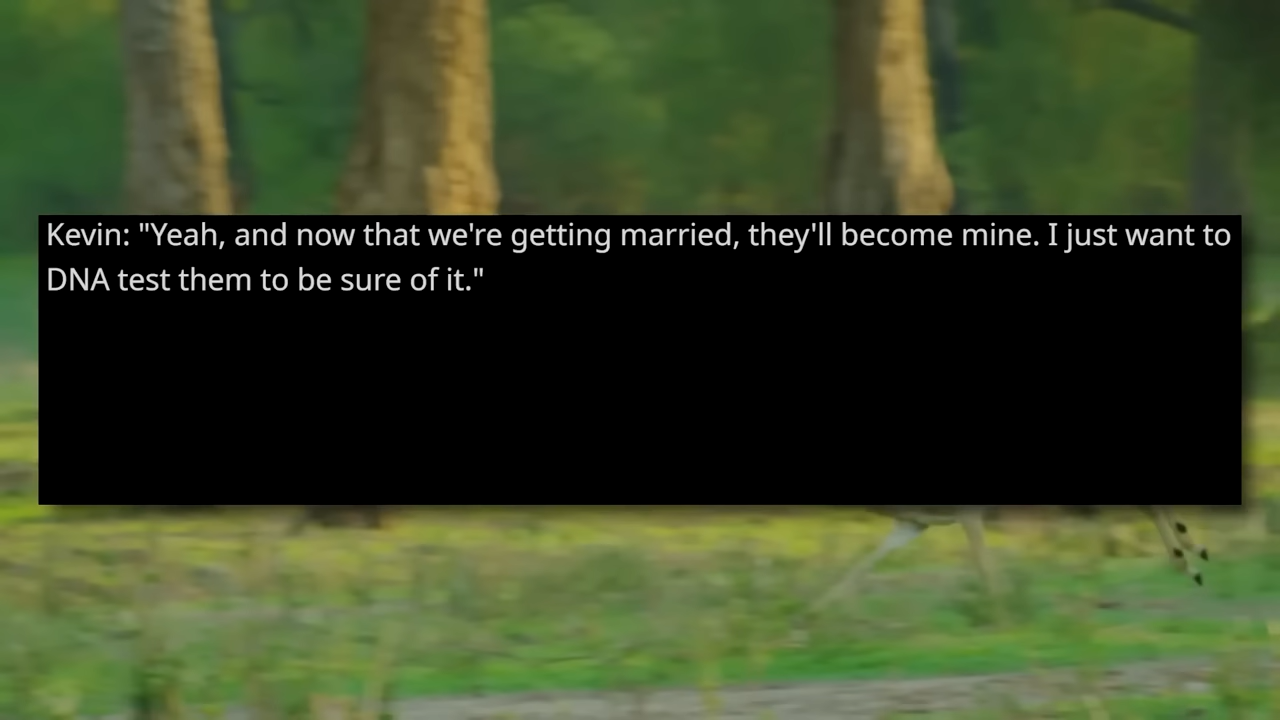 Kevin: "Yeah, and now that we're getting married, they'll become mine. I just want to
DNA test them to be sure of it."